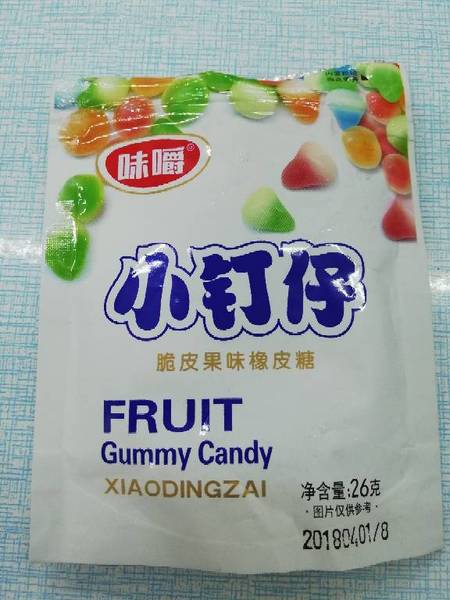 味嚼®
小钉仔
脆皮果味橡皮糖
FRUIT
Gummy Candy
XIAODINGZAI
净含量:26克
·图片仅供参考·
20180401/8